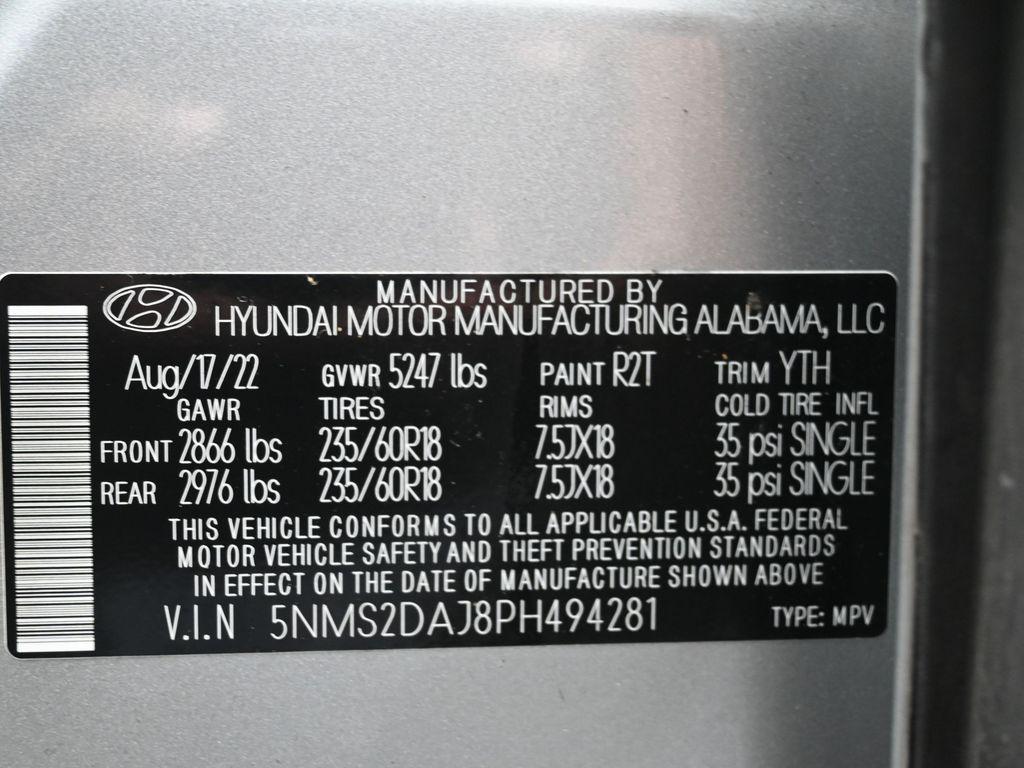 MANUFACTURED BY
HYUNDAI MOTOR MANUFACTURING ALABAMA, LLC
Aug/17/22 GVWR 5247 lbs PAINT R2T TRIM YTH
GAWR TIRES RIMS COLD TIRE INFL
FRONT 2866 lbs 235/60R18 7.5JX18 35 psi SINGLE
REAR 2976 lbs 235/60R18 7.5JX18 35 psi SINGLE
THIS VEHICLE CONFORMS TO ALL APPLICABLE U.S.A. FEDERAL
MOTOR VEHICLE SAFETY AND THEFT PREVENTION STANDARDS
IN EFFECT ON THE DATE OF MANUFACTURE SHOWN ABOVE
V.I.N 5NMS2DAJ8PH494281 TYPE: MPV